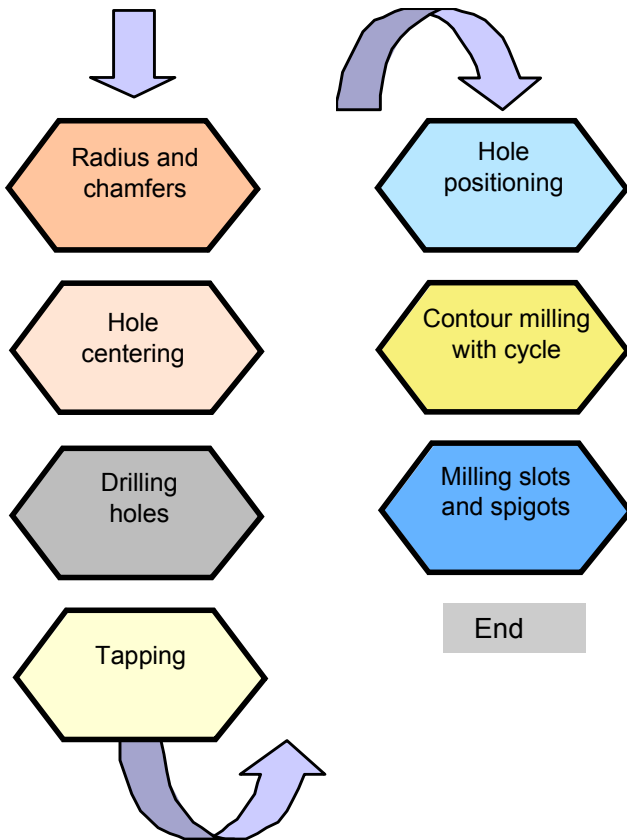 Radius and
chamfers
Hole
centering
Drilling
holes
Tapping
Hole
positioning
Contour milling
with cycle
Milling slots
and spigots
End